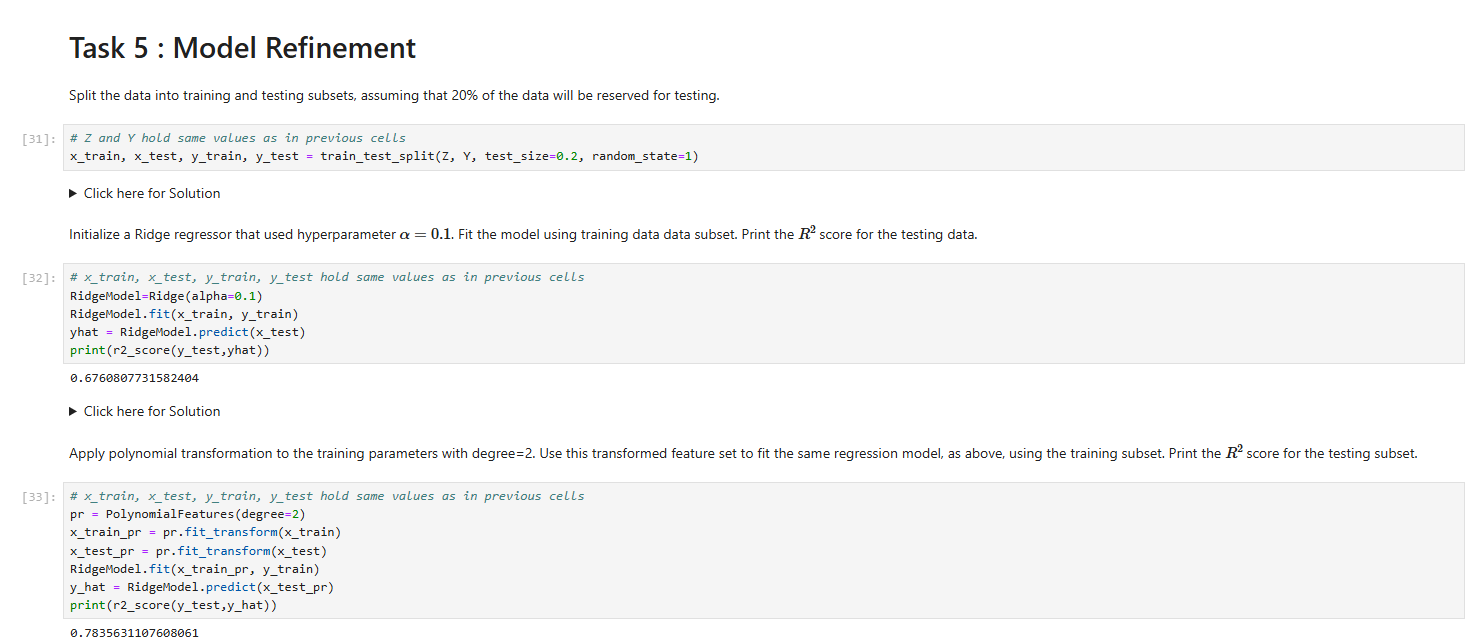 Task 5 : Model Refinement
Split the data into training and testing subsets, assuming that 20% of the data will be reserved for testing.
[31]: # Z and Y hold same values as in previous cells
x_train, x_test, y_train, y_test = train_test_split(Z, Y, test_size=0.2, random_state=1)
▶ Click here for Solution
Initialize a Ridge regressor that used hyperparameter α = 0.1. Fit the model using training data data subset. Print the R² score for the testing data.
[32]: # x_train, x_test, y_train, y_test hold same values as in previous cells
RidgeModel=Ridge(alpha=0.1)
RidgeModel.fit(x_train, y_train)
yhat = RidgeModel.predict(x_test)
print(r2_score(y_test,yhat))
0.6760807731582404
▶ Click here for Solution
Apply polynomial transformation to the training parameters with degree=2. Use this transformed feature set to fit the same regression model, as above, using the training subset. Print the R² score for the testing subset.
[33]: # x_train, x_test, y_train, y_test hold same values as in previous cells
pr = PolynomialFeatures(degree=2)
x_train_pr = pr.fit_transform(x_train)
x_test_pr = pr.fit_transform(x_test)
RidgeModel.fit(x_train_pr, y_train)
y_hat = RidgeModel.predict(x_test_pr)
print(r2_score(y_test,y_hat))
0.7835631107608061